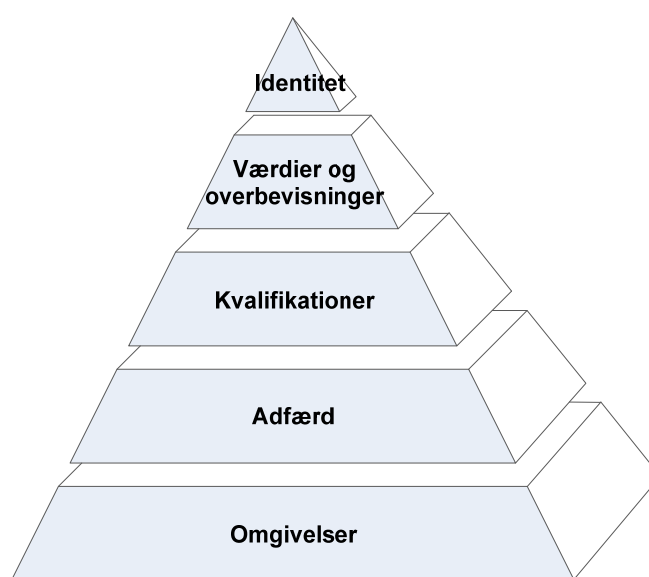 Identitet
Værdier og
overbevisninger
Kvalifikationer
Adfærd
Omgivelser